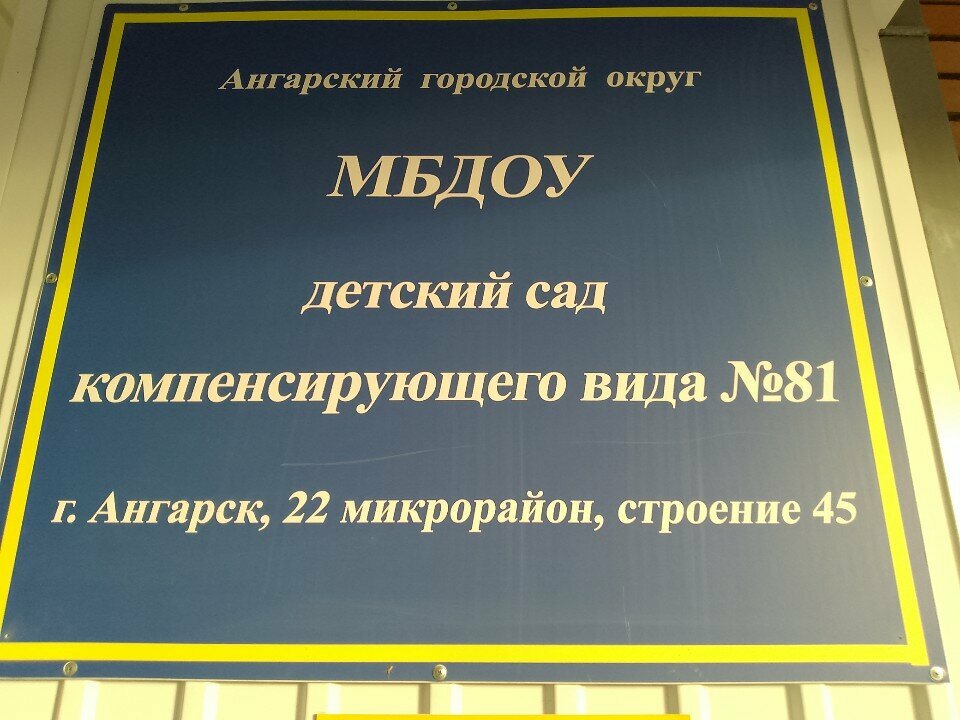 Ангарский городской округ
МБДОУ
детский сад
компенсирующего вида №81
г. Ангарск, 22 микрорайон, строение 45